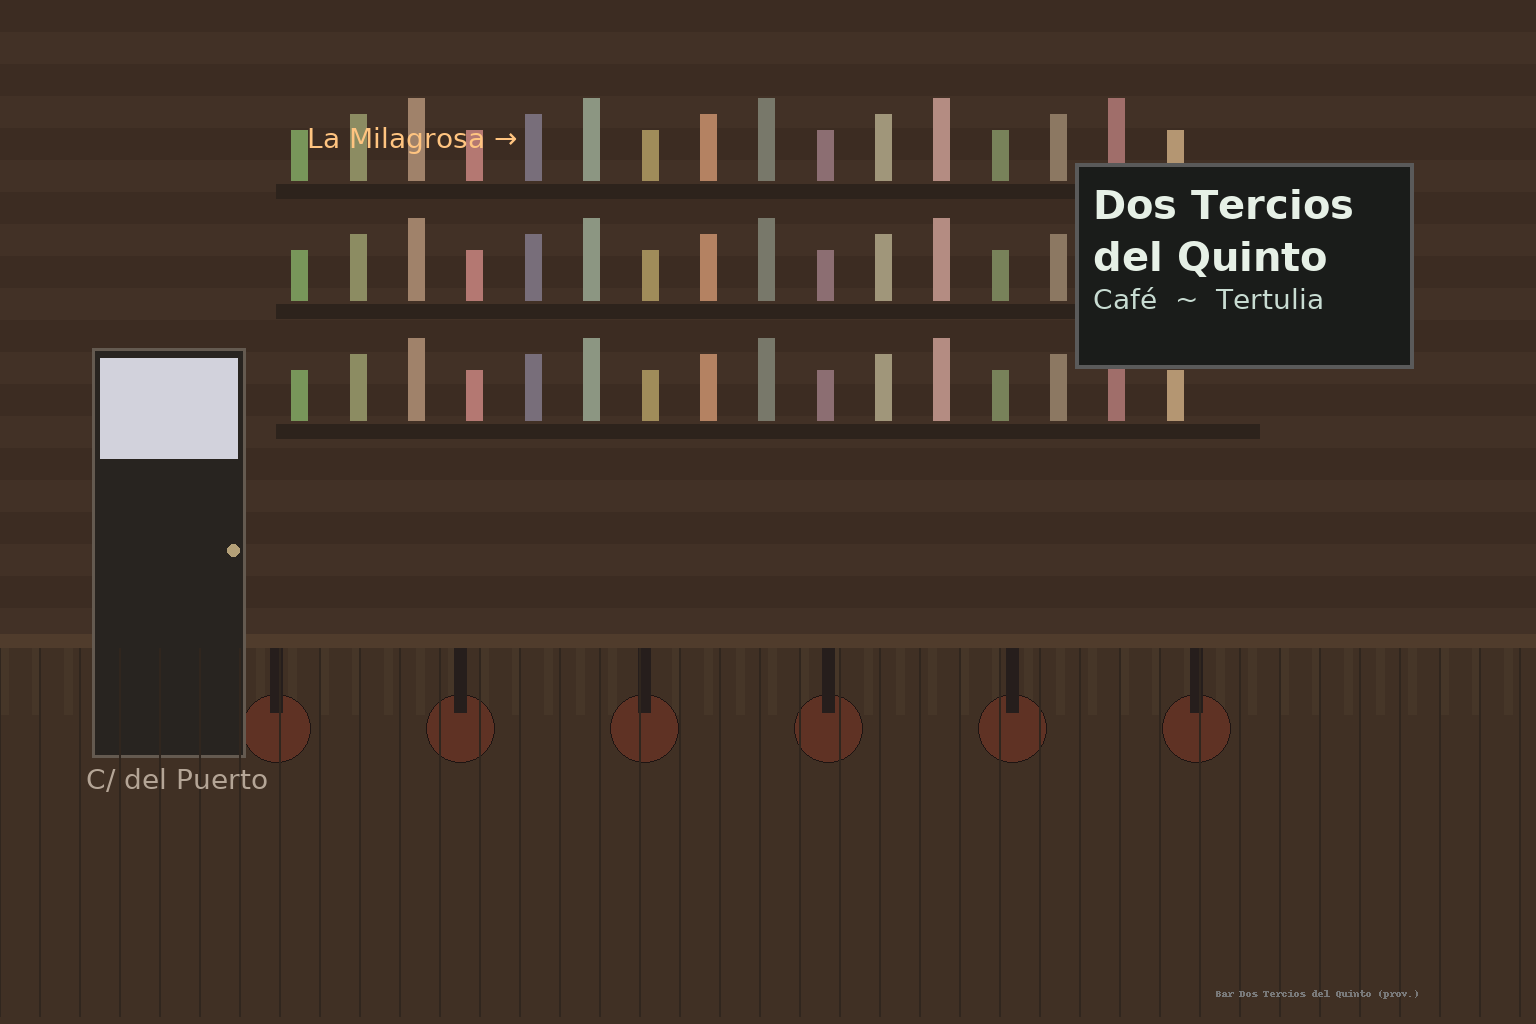 La Milagrosa →
Dos Tercios
del Quinto
Café ~ Tertulia
C/ del Puerto
Bar Dos Tercios del Quinto (prov.)